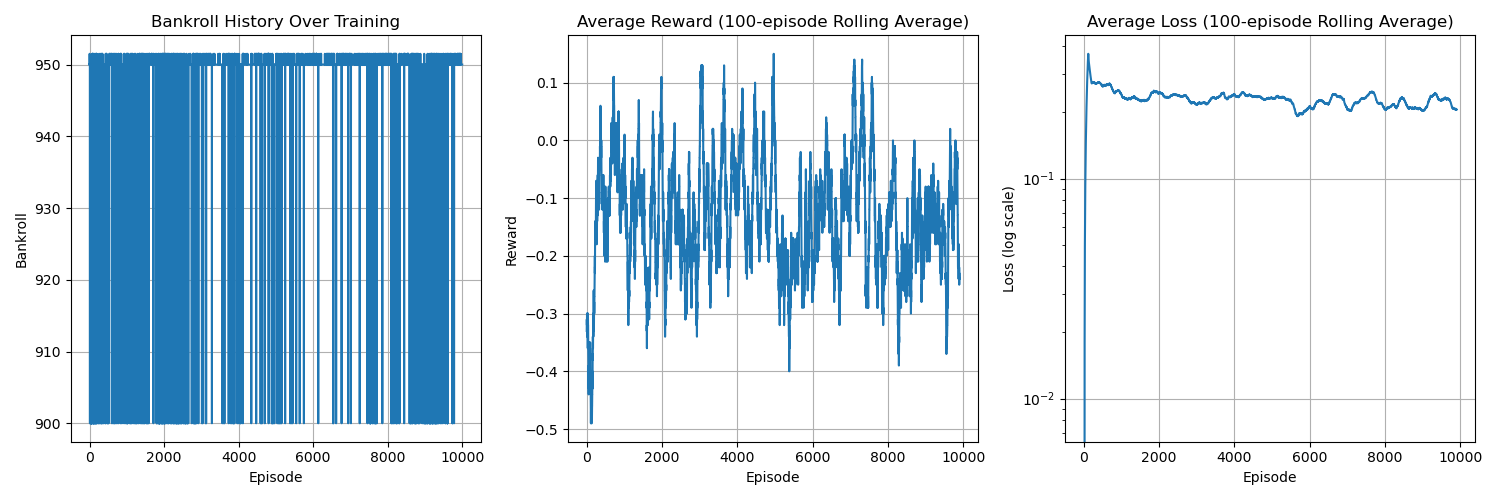 Bankroll History Over Training
Bankroll
950
940
930
920
910
900
0 2000 4000 6000 8000 10000
Episode
Average Reward (100-episode Rolling Average)
Reward
0.1
0.0
−0.1
−0.2
−0.3
−0.4
−0.5
0 2000 4000 6000 8000 10000
Episode
Average Loss (100-episode Rolling Average)
Loss (log scale)
10⁻¹
10⁻²
0 2000 4000 6000 8000 10000
Episode